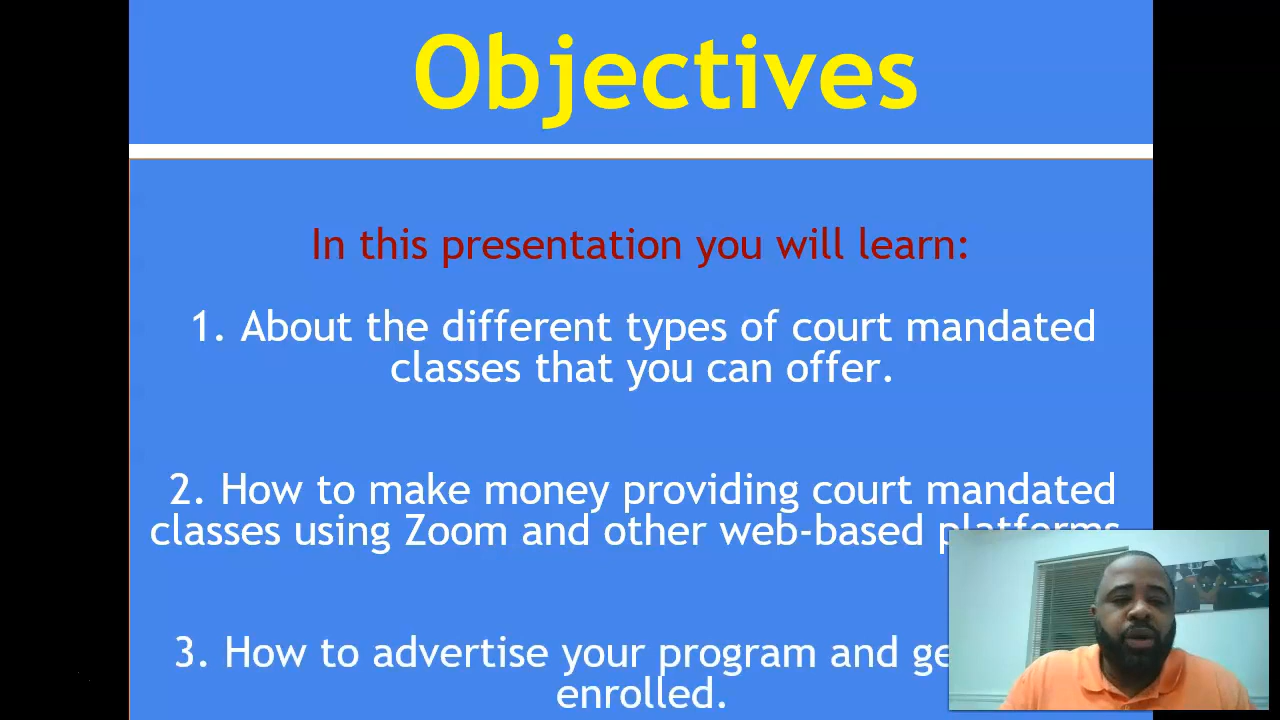 Objectives
In this presentation you will learn:
1. About the different types of court mandated
classes that you can offer.
2. How to make money providing court mandated
classes using Zoom and other web-based platforms
3. How to advertise your program and
enrolled.